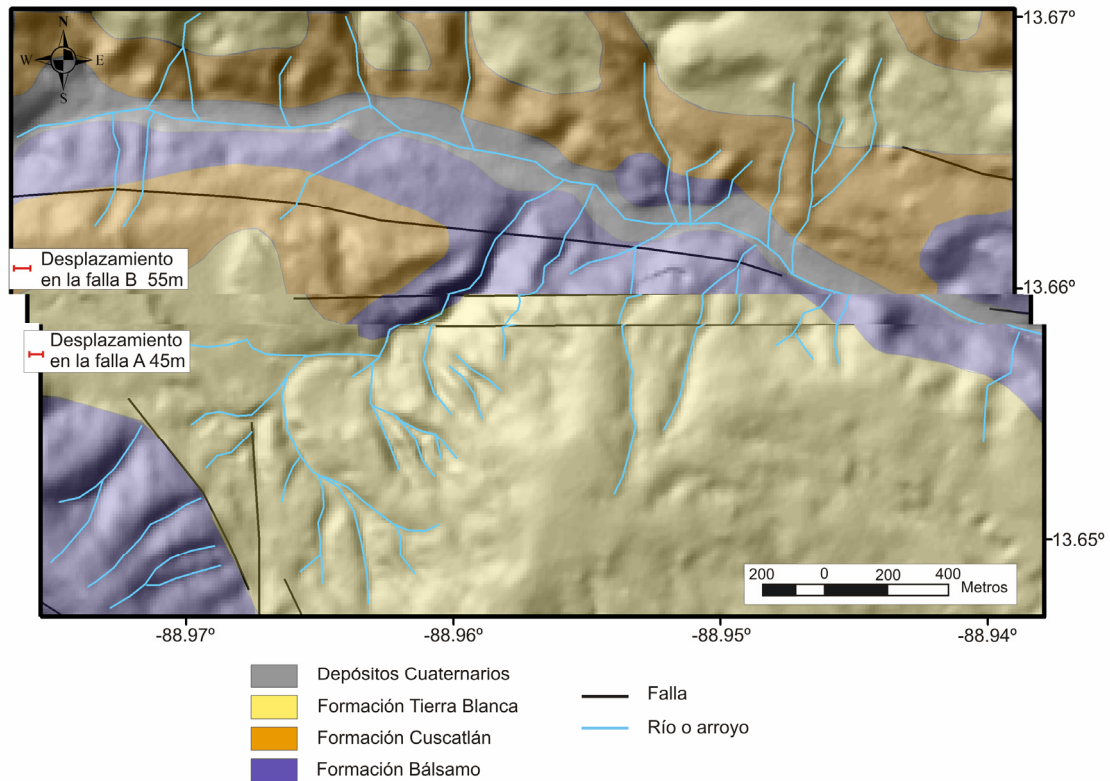 13.67º
N
W E
S
Desplazamiento
en la falla B 55m
13.66º
Desplazamiento
en la falla A 45m
13.65º
200 0 200 400
Metros
-88.97º -88.96º -88.95º -88.94º
Depósitos Cuaternarios
Formación Tierra Blanca
Formación Cuscatlán
Formación Bálsamo
Falla
Río o arroyo